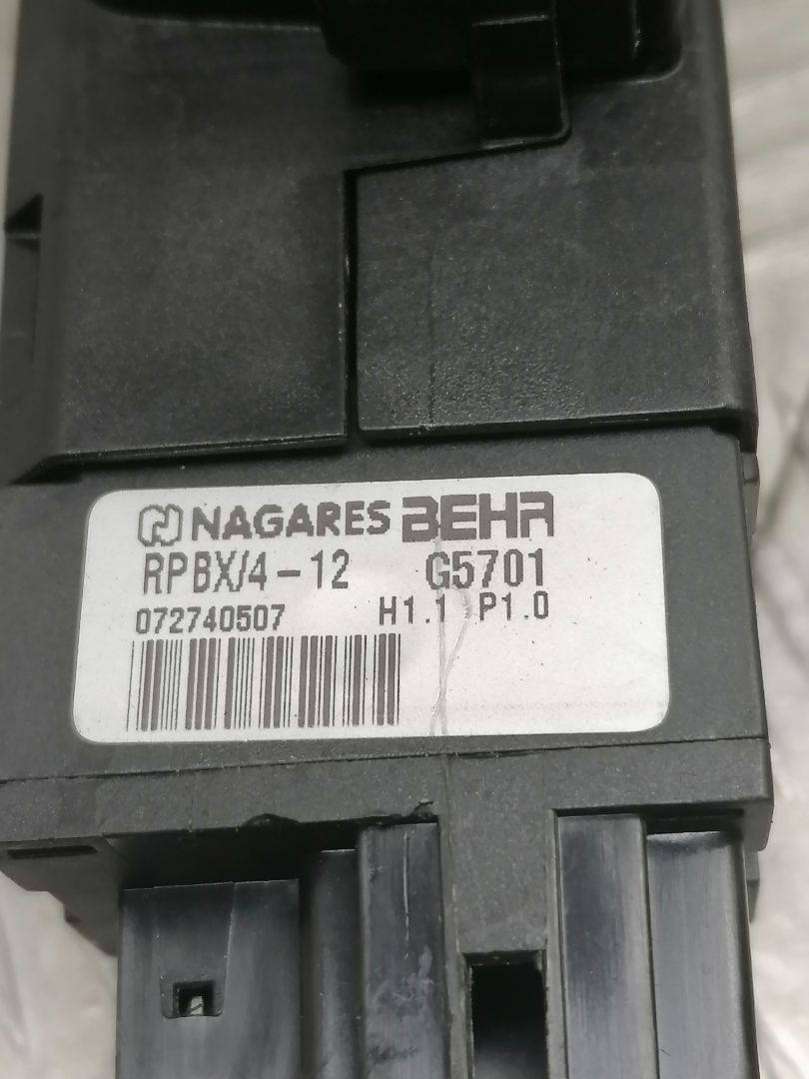 NAGARES BEHR
RPBX/4-12 G5701
072740507 H1.1 P1.0